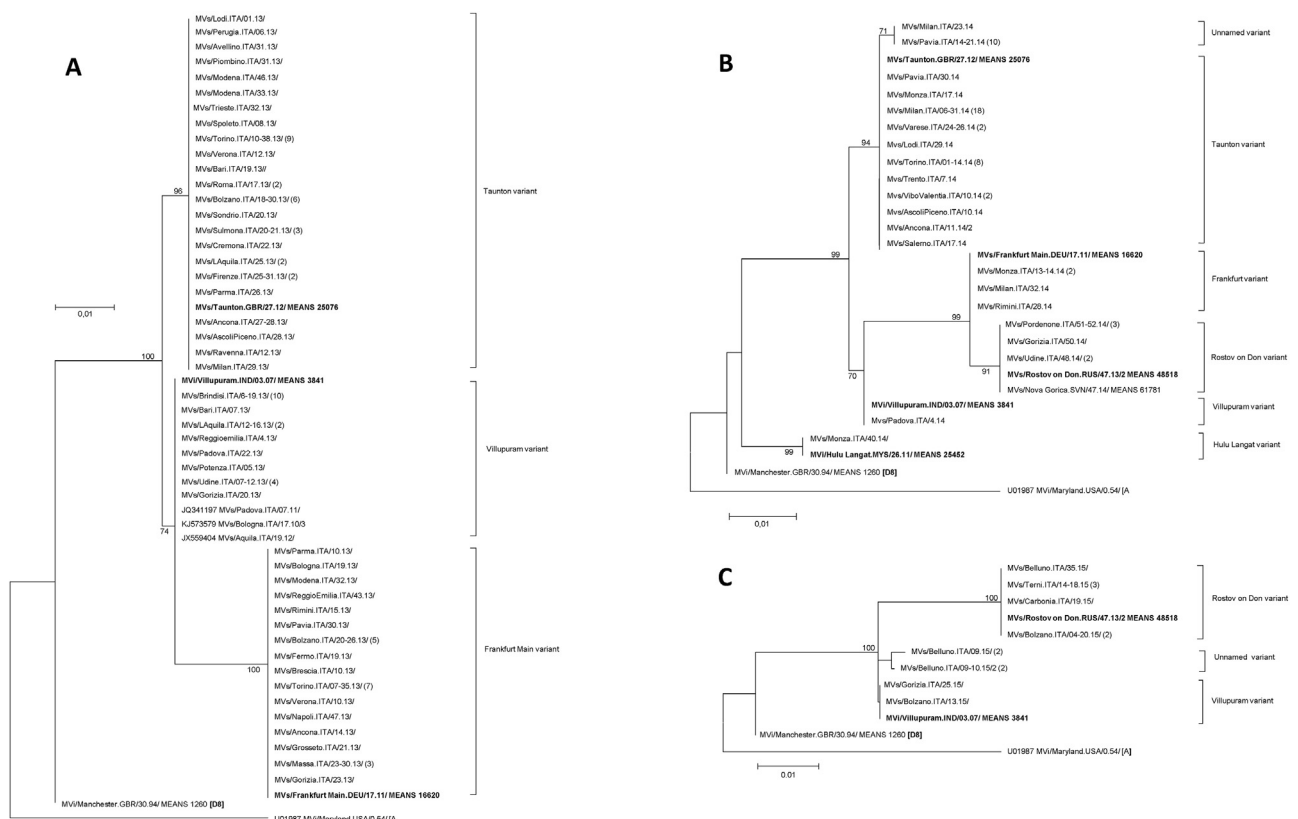 A
MVs/Lodi.ITA/01.13/
MVs/Perugia.ITA/06.13/
MVs/Avellino.ITA/31.13/
MVs/Piombino.ITA/31.13/
MVs/Modena.ITA/46.13/
MVs/Modena.ITA/33.13/
MVs/Trieste.ITA/32.13/
MVs/Spoleto.ITA/08.13/
MVs/Torino.ITA/10-38.13/ (9)
MVs/Verona.ITA/12.13/
MVs/Bari.ITA/19.13//
MVs/Roma.ITA/17.13/ (2)
MVs/Bolzano.ITA/18-30.13/ (6)
MVs/Sondrio.ITA/20.13/
MVs/Sulmona.ITA/20-21.13/ (3)
MVs/Cremona.ITA/22.13/
MVs/LAquila.ITA/25.13/ (2)
MVs/Firenze.ITA/25-31.13/ (2)
MVs/Parma.ITA/26.13/
MVs/Taunton.GBR/27.12/ MEANS 25076
MVs/Ancona.ITA/27-28.13/
MVs/AscoliPiceno.ITA/28.13/
MVs/Ravenna.ITA/12.13/
MVs/Milan.ITA/29.13/
96
Taunton variant
0,01
100
MVi/Villupuram.IND/03.07/ MEANS 3841
MVs/Brindisi.ITA/6-19.13/ (10)
MVs/Bari.ITA/07.13/
MVs/LAquila.ITA/12-16.13/ (2)
MVs/Reggioemilia.ITA/4.13/
MVs/Padova.ITA/22.13/
MVs/Potenza.ITA/05.13/
MVs/Udine.ITA/07-12.13/ (4)
MVs/Gorizia.ITA/20.13/
JQ341197 MVs/Padova.ITA/07.11/
KJ573579 MVs/Bologna.ITA/17.10/3
JX559404 MVs/Aquila.ITA/19.12/
74
Villupuram variant
MVs/Parma.ITA/10.13/
MVs/Bologna.ITA/19.13/
MVs/Modena.ITA/32.13/
MVs/ReggioEmilia.ITA/43.13/
MVs/Rimini.ITA/15.13/
MVs/Pavia.ITA/30.13/
MVs/Bolzano.ITA/20-26.13/ (5)
MVs/Fermo.ITA/19.13/
MVs/Brescia.ITA/10.13/
MVs/Torino.ITA/07-35.13/ (7)
MVs/Verona.ITA/10.13/
MVs/Napoli.ITA/47.13/
MVs/Ancona.ITA/14.13/
MVs/Grosseto.ITA/21.13/
MVs/Massa.ITA/23-30.13/ (3)
MVs/Gorizia.ITA/23.13/
MVs/Frankfurt Main.DEU/17.11/ MEANS 16620
100
Frankfurt Main variant
MVi/Manchester.GBR/30.94/ MEANS 1260 [D8]
U01987 MVi/Maryland.USA/0.54/ [A
B
MVs/Milan.ITA/23.14
MVs/Pavia.ITA/14-21.14 (10)
71
Unnamed variant
MVs/Taunton.GBR/27.12/ MEANS 25076
MVs/Pavia.ITA/30.14
MVs/Monza.ITA/17.14
MVs/Milan.ITA/06-31.14 (18)
MVs/Varese.ITA/24-26.14 (2)
Mvs/Lodi.ITA/29.14
MVs/Torino.ITA/01-14.14 (8)
Mvs/Trento.ITA/7.14
Mvs/ViboValentia.ITA/10.14 (2)
Mvs/AscoliPiceno.ITA/10.14
MVs/Ancona.ITA/11.14/2
MVs/Salerno.ITA/17.14
94
Taunton variant
99
MVs/Frankfurt Main.DEU/17.11/ MEANS 16620
MVs/Monza.ITA/13-14.14 (2)
MVs/Milan.ITA/32.14
MVs/Rimini.ITA/28.14
99
Frankfurt variant
MVs/Pordenone.ITA/51-52.14/ (3)
MVs/Gorizia.ITA/50.14/
MVs/Udine.ITA/48.14/ (2)
MVs/Rostov on Don.RUS/47.13/2 MEANS 48518
MVs/Nova Gorica.SVN/47.14/ MEANS 61781
91
Rostov on Don variant
70
MVi/Villupuram.IND/03.07/ MEANS 3841
Mvs/Padova.ITA/4.14
Villupuram variant
MVs/Monza.ITA/40.14/
MVi/Hulu Langat.MYS/26.11/ MEANS 25452
99
Hulu Langat variant
MVi/Manchester.GBR/30.94/ MEANS 1260 [D8]
U01987 MVi/Maryland.USA/0.54/ [A
0,01
C
MVs/Belluno.ITA/35.15/
MVs/Terni.ITA/14-18.15 (3)
MVs/Carbonia.ITA/19.15/
MVs/Rostov on Don.RUS/47.13/2 MEANS 48518
MVs/Bolzano.ITA/04-20.15/ (2)
100
Rostov on Don variant
100
MVs/Belluno.ITA/09.15/ (2)
MVs/Belluno.ITA/09-10.15/2 (2)
Unnamed variant
MVs/Gorizia.ITA/25.15/
MVs/Bolzano.ITA/13.15/
MVi/Villupuram.IND/03.07/ MEANS 3841
Villupuram variant
MVi/Manchester.GBR/30.94/ MEANS 1260 [D8]
U01987 MVi/Maryland.USA/0.54/ [A]
0.01